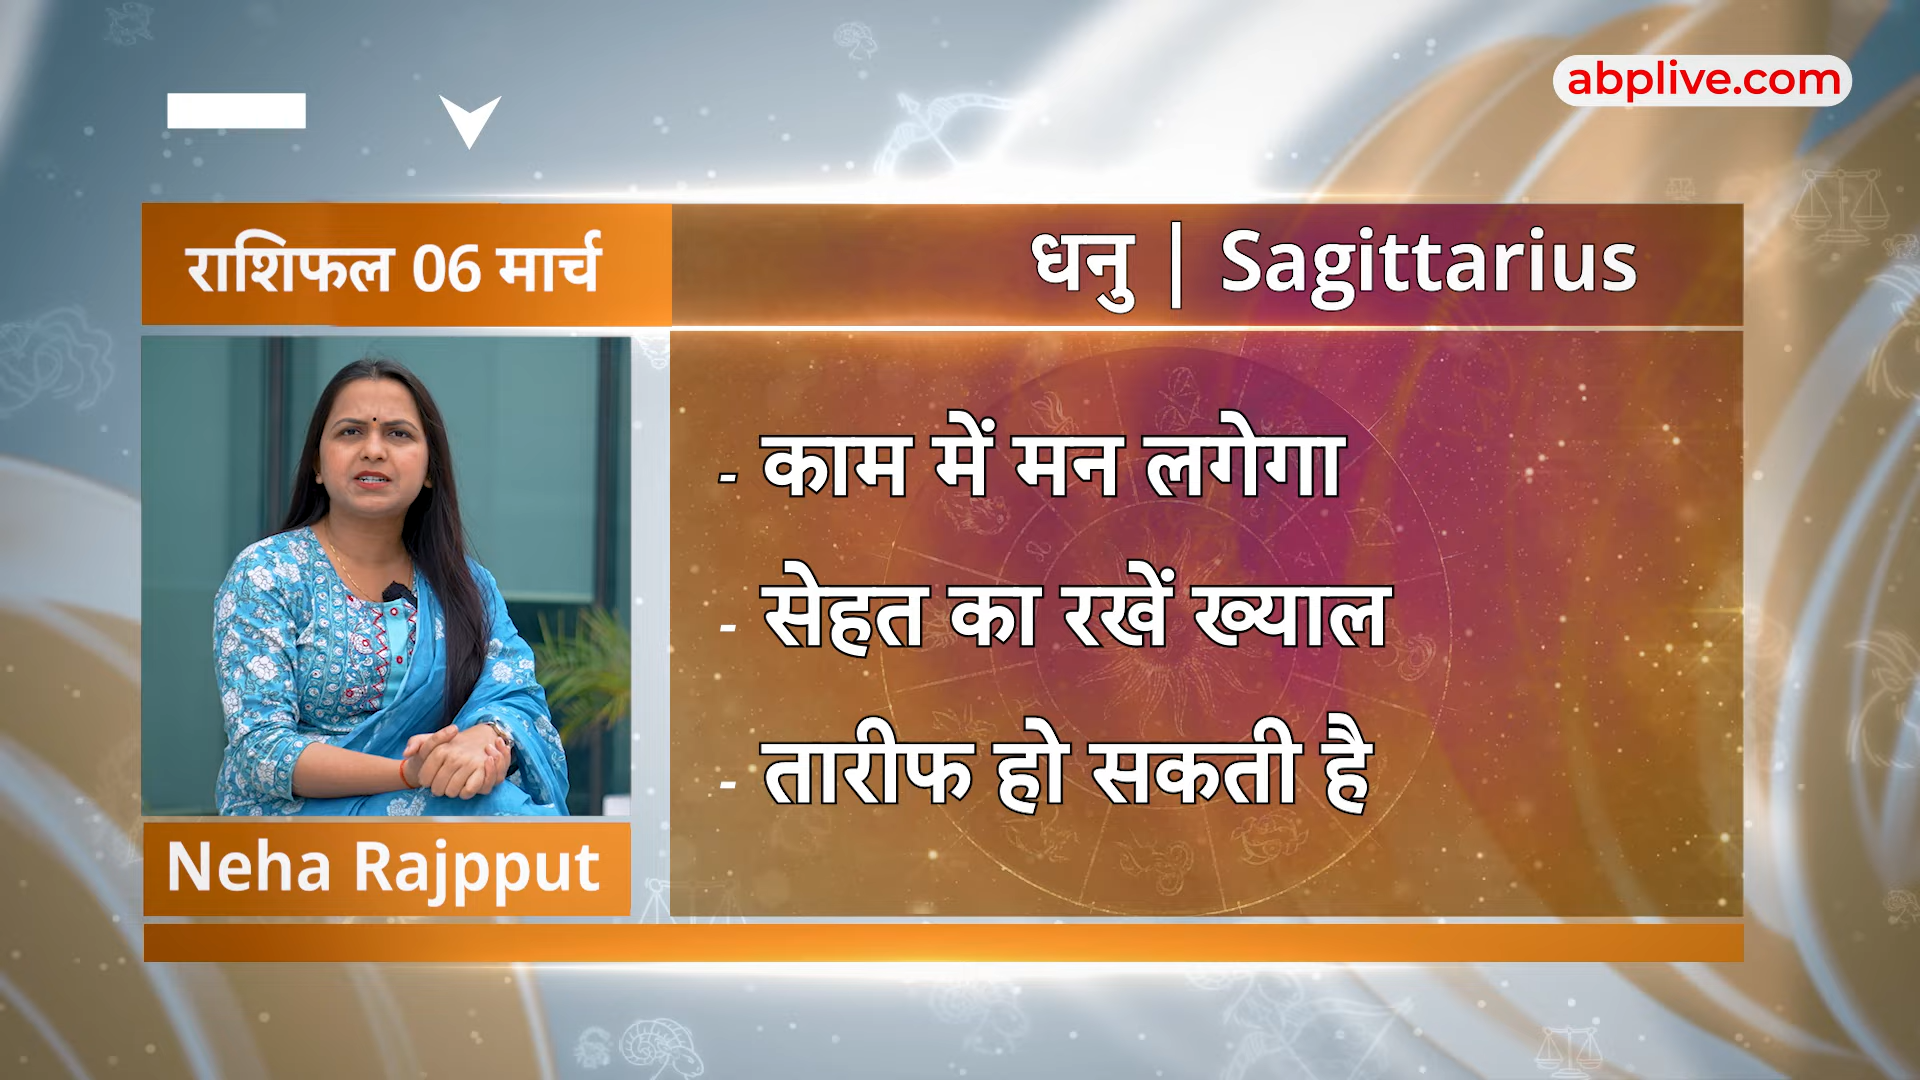 abplive.com
राशिफल 06 मार्च
धनु | Sagittarius
- काम में मन लगेगा
- सेहत का रखें ख्याल
- तारीफ हो सकती है
Neha Rajpput